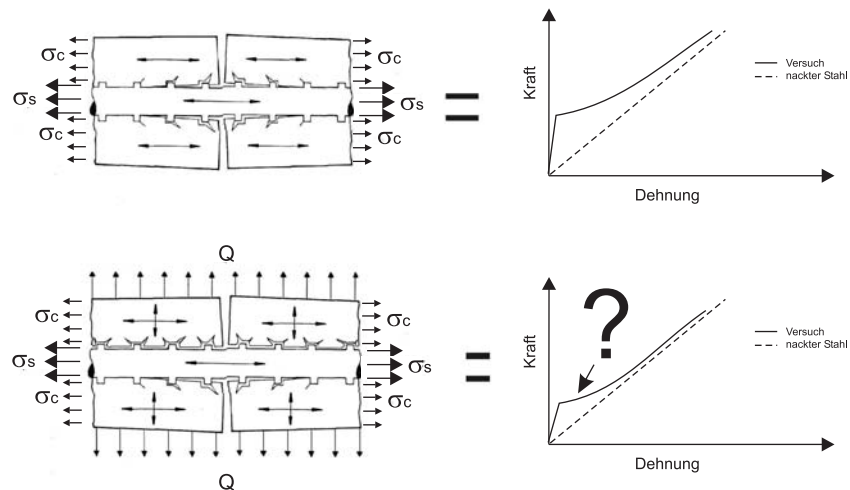 σc
σc
σs
σs
σc
σc
=
Kraft
Versuch
nackter Stahl
Dehnung
Q
σc
σc
σs
σs
σc
σc
Q
=
?
Kraft
Versuch
nackter Stahl
Dehnung